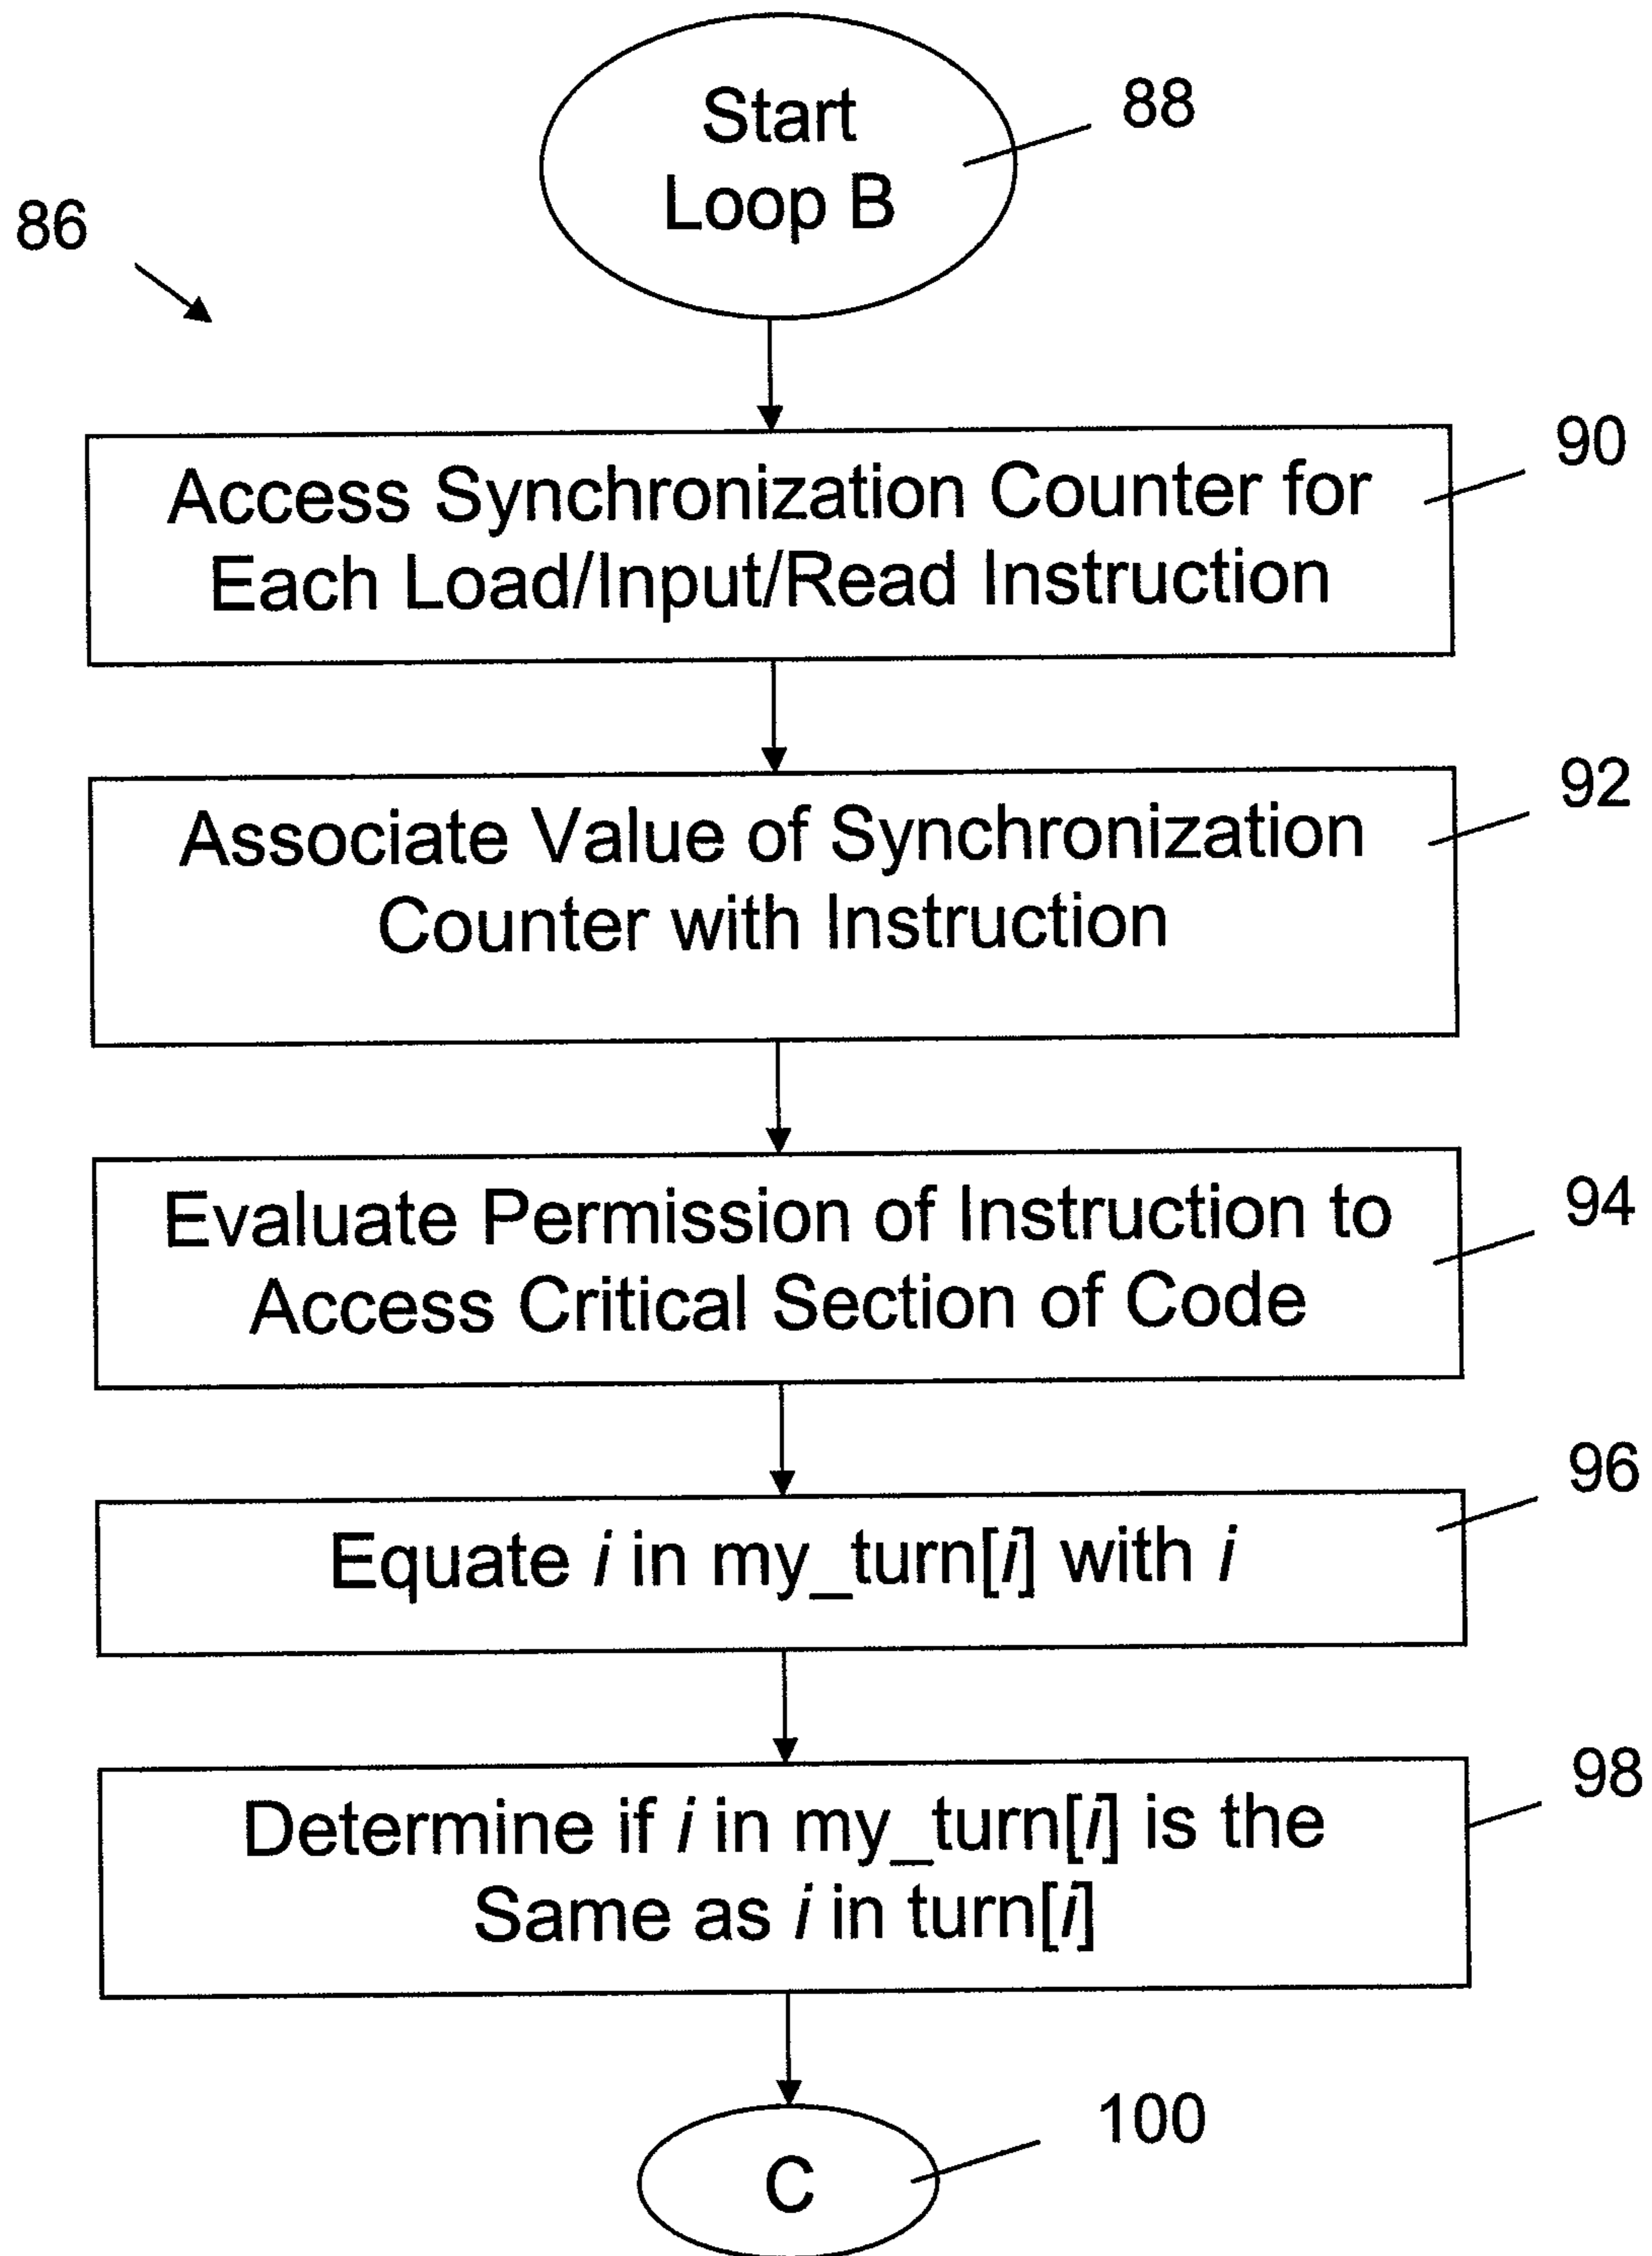 Start
Loop B
88
86
Access Synchronization Counter for
Each Load/Input/Read Instruction
90
Associate Value of Synchronization
Counter with Instruction
92
Evaluate Permission of Instruction to
Access Critical Section of Code
94
Equate i in my_turn[i] with i
96
Determine if i in my_turn[i] is the
Same as i in turn[i]
98
C
100